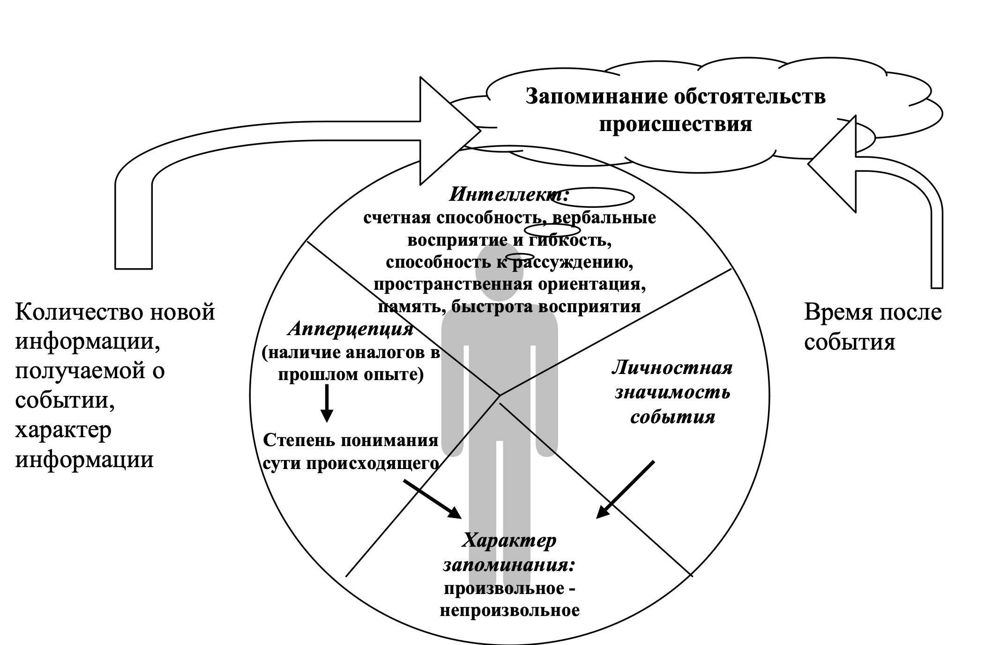 Запоминание обстоятельств
происшествия
Интеллект:
счетная способность, вербальные
восприятие и гибкость,
способность к рассуждению,
пространственная ориентация,
память, быстрота восприятия
Количество новой
информации,
получаемой о
событии,
характер
информации
Апперцепция
(наличие аналогов в
прошлом опыте)
Степень понимания
сути происходящего
Личностная
значимость
события
Время после
события
Характер
запоминания:
произвольное -
непроизвольное